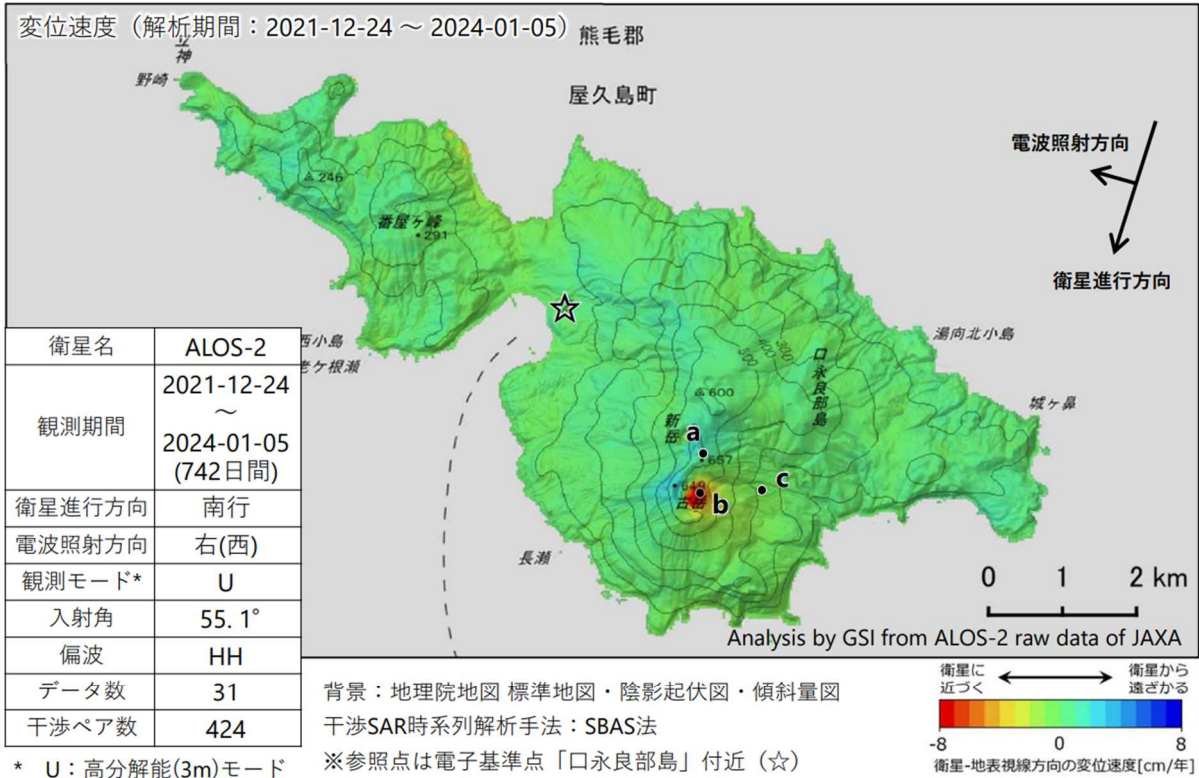 変位速度（解析期間：2021-12-24 ～ 2024-01-05）
熊毛郡
立神
野崎
屋久島町
電波照射方向
衛星進行方向
246
番屋ヶ峰
・291
湯向北小島
城ヶ鼻
西小島
老ケ根瀬
口永良部島
300
400
500
600
新岳
a
・657
・649
古岳
b
c
長瀬
0 1 2 km
Analysis by GSI from ALOS-2 raw data of JAXA
衛星名 ALOS-2
観測期間 2021-12-24
～
2024-01-05
(742日間)
衛星進行方向 南行
電波照射方向 右(西)
観測モード* U
入射角 55.1°
偏波 HH
データ数 31
干渉ペア数 424
* U：高分解能(3m)モード
背景：地理院地図 標準地図・陰影起伏図・傾斜量図
干渉SAR時系列解析手法：SBAS法
※参照点は電子基準点「口永良部島」付近（☆）
衛星に
近づく
衛星から
遠ざかる
-8 0 8
衛星-地表視線方向の変位速度[cm/年]